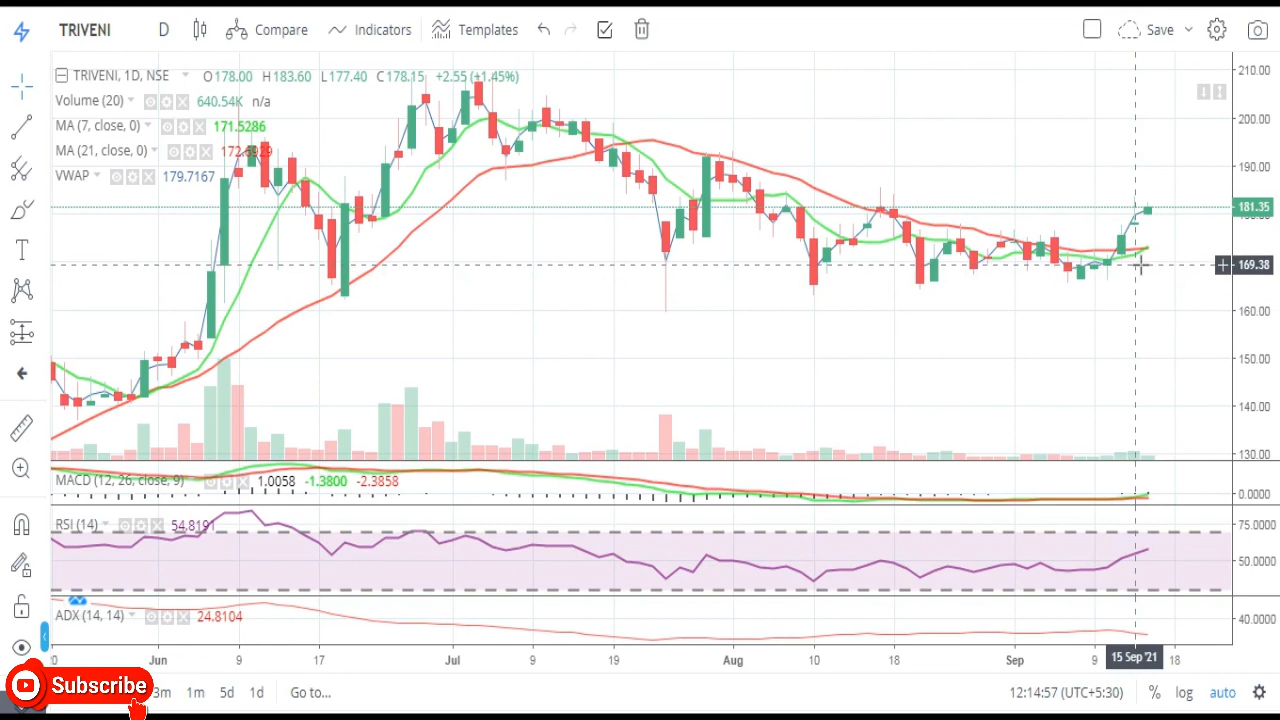 TRIVENI D Compare Indicators Templates Save
TRIVENI, 1D, NSE O178.00 H183.60 L177.40 C178.15 +2.55 (+1.45%)
Volume (20) 640.54K n/a
MA (7, close, 0) 171.5286
MA (21, close, 0)
VWAP 179.7167
210.00
200.00
190.00
181.35
180.00
169.38
160.00
150.00
140.00
130.00
MACD (12, 26, close, 9) 1.0058 -1.3800 -2.3858
0.0000
RSI (14) 54.8191
75.0000
50.0000
ADX (14, 14) 24.8104
40.0000
Jun 9 17 Jul 9 19 Aug 10 18 Sep 9 15 Sep '21 18
Subscribe
3m 1m 5d 1d Go to... 12:14:57 (UTC+5:30) % log auto